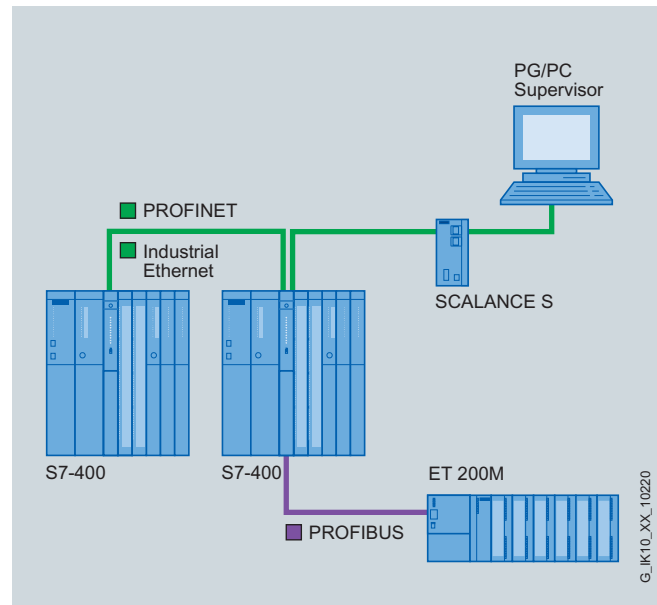 PG/PC
Supervisor
PROFINET
Industrial
Ethernet
SCALANCE S
S7-400
S7-400
ET 200M
PROFIBUS
G_IK10_XX_10220